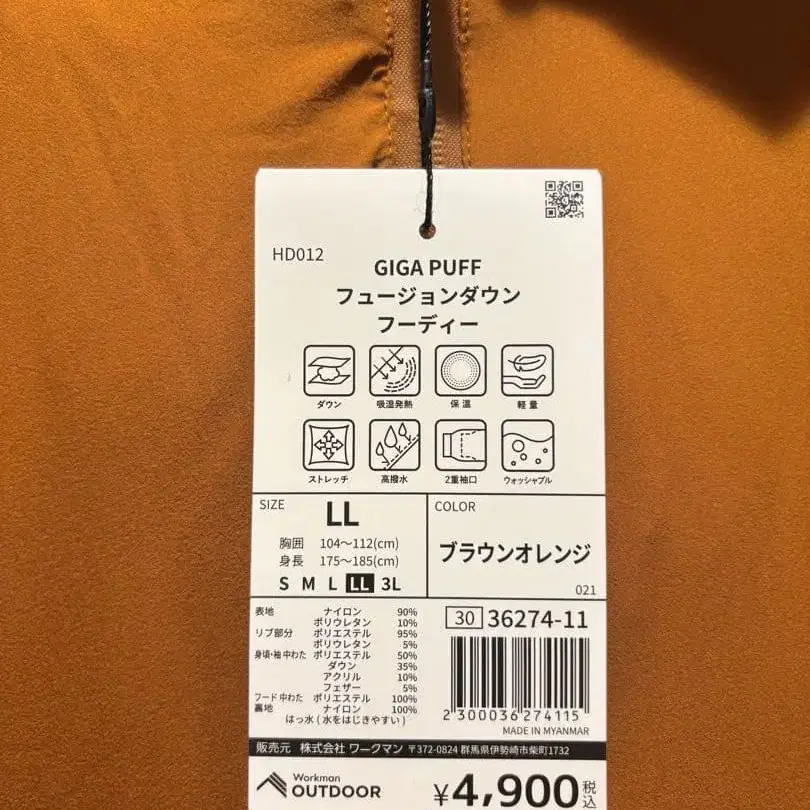 HD012
GIGA PUFF
フュージョンダウン
フーディー
ダウン 吸湿発熱 保温 軽量
ストレッチ 高撥水 2重袖口 ウォッシャブル
SIZE
LL
胸囲 104〜112(cm)
身長 175〜185(cm)
S M L LL 3L
COLOR
ブラウンオレンジ
021
表地 ナイロン 90%
ポリウレタン 10%
リブ部分 ポリエステル 95%
ポリウレタン 5%
身頃・袖 中わた ポリエステル 50%
ダウン 35%
アクリル 10%
フェザー 5%
フード 中わた ポリエステル 100%
裏地 ナイロン 100%
はっ水 ( 水をはじきやすい )
30 36274-11
2 300036 274115
MADE IN MYANMAR
販売元 株式会社 ワークマン 〒372-0824 群馬県伊勢崎市柴町1732
Workman
OUTDOOR
¥4,900税込